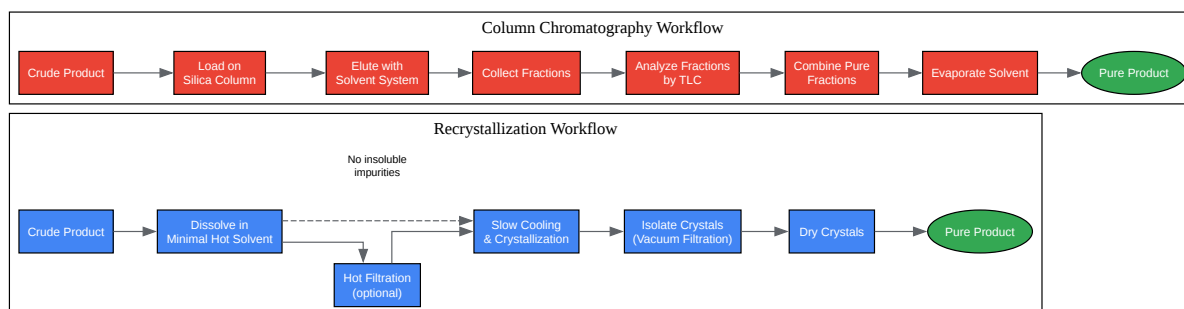 Column Chromatography Workflow
Crude Product
Load on
Silica Column
Elute with
Solvent System
Collect Fractions
Analyze Fractions
by TLC
Combine Pure
Fractions
Evaporate Solvent
Pure Product
Recrystallization Workflow
No insoluble
impurities
Crude Product
Dissolve in
Minimal Hot Solvent
Hot Filtration
(optional)
Slow Cooling
& Crystallization
Isolate Crystals
(Vacuum Filtration)
Dry Crystals
Pure Product